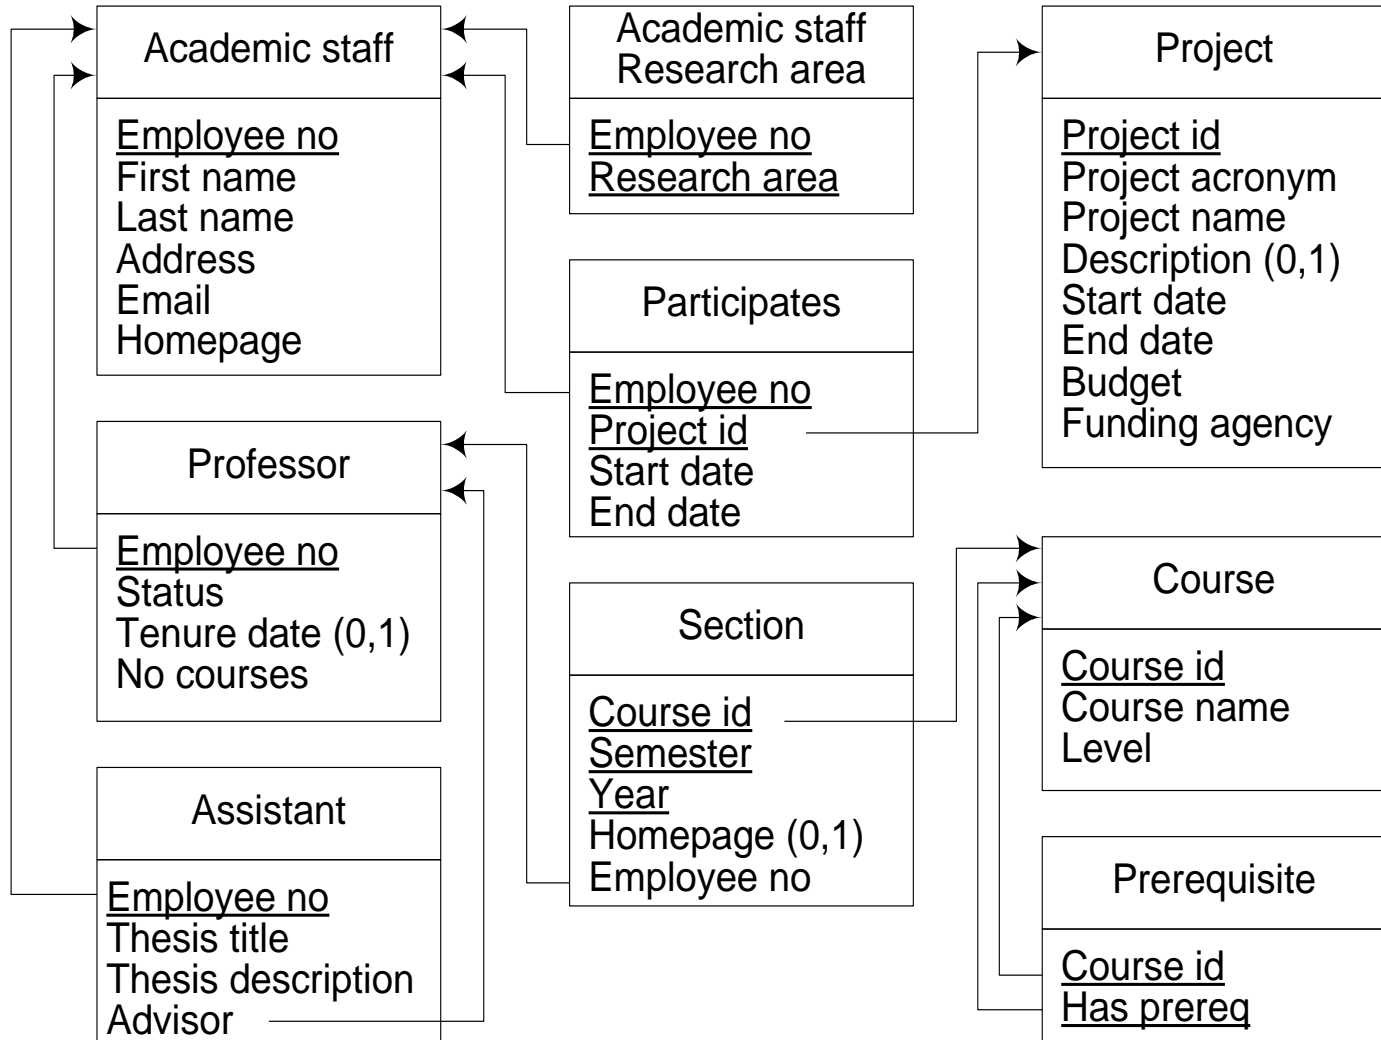 Academic staff
Employee no
First name
Last name
Address
Email
Homepage
Academic staff
Research area
Employee no
Research area
Project
Project id
Project acronym
Project name
Description (0,1)
Start date
End date
Budget
Funding agency
Participates
Employee no
Project id
Start date
End date
Professor
Employee no
Status
Tenure date (0,1)
No courses
Section
Course id
Semester
Year
Homepage (0,1)
Employee no
Course
Course id
Course name
Level
Assistant
Employee no
Thesis title
Thesis description
Advisor
Prerequisite
Course id
Has prereq